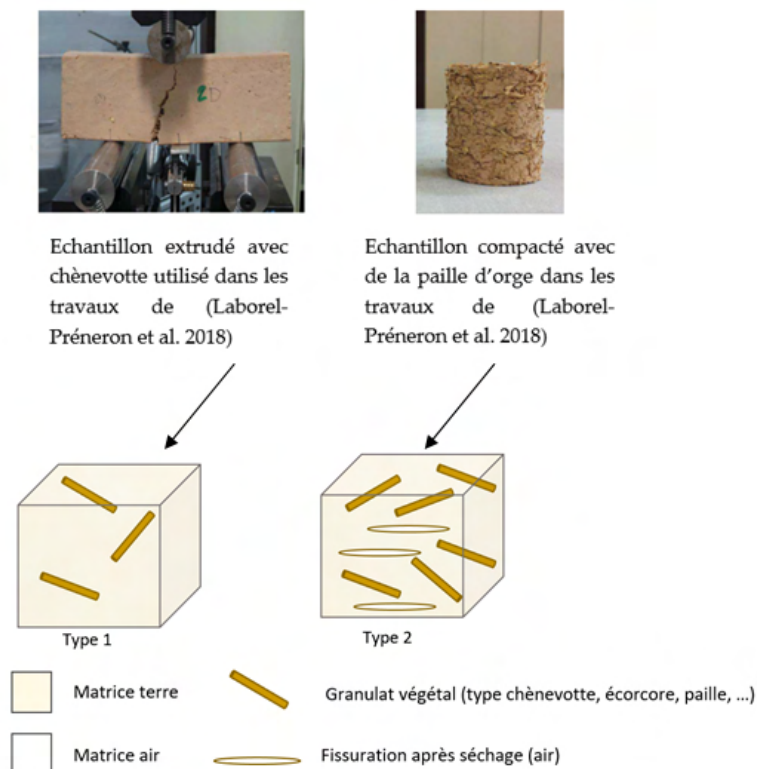 2D
Echantillon extrudé avec
chènevotte utilisé dans les
travaux de (Laborel-
Préneron et al. 2018)
Echantillon compacté avec
de la paille d'orge dans les
travaux de (Laborel-
Préneron et al. 2018)
Type 1
Type 2
Matrice terre
Granulat végétal (type chènevotte, écorcore, paille, ...)
Matrice air
Fissuration après séchage (air)